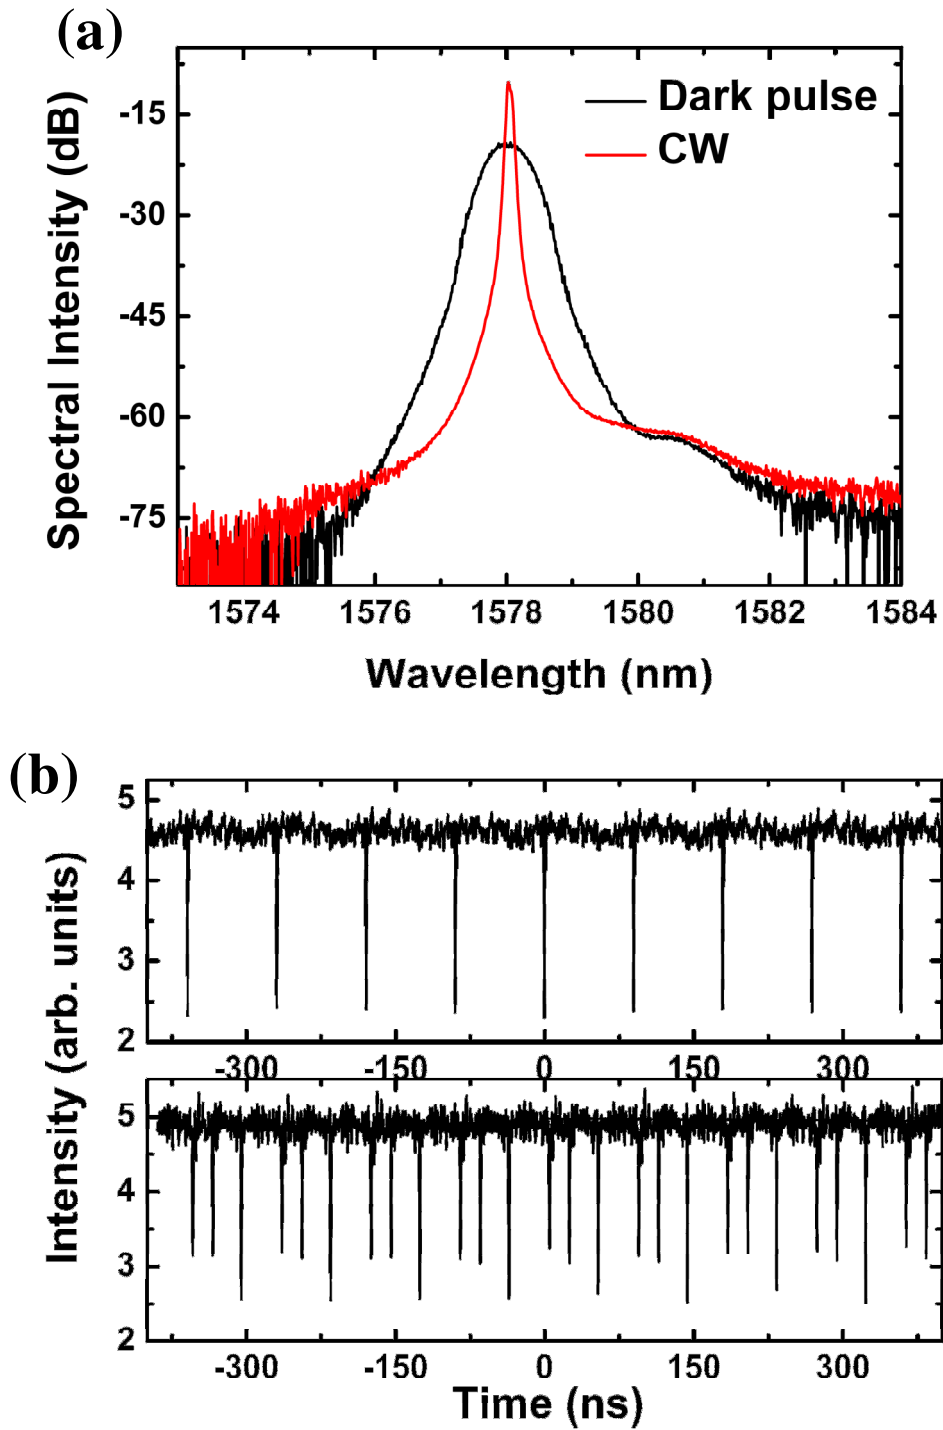 (a)
Spectral Intensity (dB)
-15
-30
-45
-60
-75
Dark pulse
CW
1574 1576 1578 1580 1582 1584
Wavelength (nm)
(b)
Intensity (arb. units)
5
4
3
2
-300 -150 0 150 300
5
4
3
2
-300 -150 0 150 300
Time (ns)